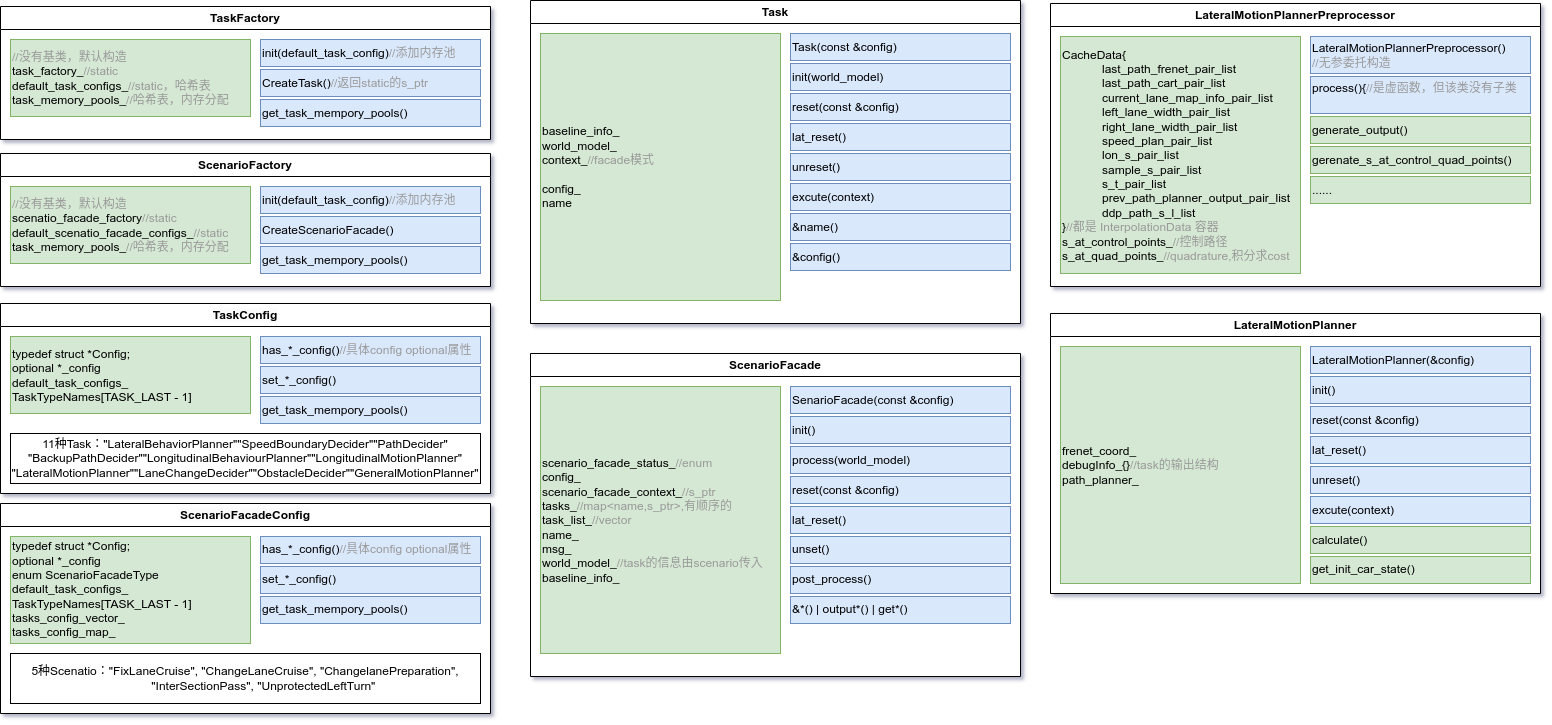 TaskFactory
//没有基类，默认构造
task_factory_//static
default_task_configs_//static，哈希表
task_memory_pools_//哈希表，内存分配
init(default_task_config)//添加内存池
CreateTask()//返回static的s_ptr
get_task_mempory_pools()
ScenarioFactory
//没有基类，默认构造
scenatio_facade_factory//static
default_scenatio_facade_configs_//static
task_memory_pools_//哈希表，内存分配
init(default_task_config)//添加内存池
CreateScenarioFacade()
get_task_mempory_pools()
TaskConfig
typedef struct *Config;
optional *_config
default_task_configs_
TaskTypeNames[TASK_LAST - 1]
has_*_config()//具体config optional属性
set_*_config()
get_task_mempory_pools()
11种Task："LateralBehaviorPlanner""SpeedBoundaryDecider""PathDecider"
"BackupPathDecider""LongitudinalBehaviourPlanner""LongitudinalMotionPlanner"
"LateralMotionPlanner""LaneChangeDecider""ObstacleDecider""GeneralMotionPlanner"
ScenarioFacadeConfig
typedef struct *Config;
optional *_config
enum ScenarioFacadeType
default_task_configs_
TaskTypeNames[TASK_LAST - 1]
tasks_config_vector_
tasks_config_map_
has_*_config()//具体config optional属性
set_*_config()
get_task_mempory_pools()
5种Scenatio："FixLaneCruise", "ChangeLaneCruise", "ChangelanePreparation",
"InterSectionPass", "UnprotectedLeftTurn"
Task
baseline_info_
world_model_
context_//facade模式
config_
name
Task(const &config)
init(world_model)
reset(const &config)
lat_reset()
unreset()
excute(context)
&name()
&config()
ScenarioFacade
scenario_facade_status_//enum
config_
scenario_facade_context_//s_ptr
tasks_//map<name,s_ptr>,有顺序的
task_list_//vector
name_
msg_
world_model_//task的信息由scenario传入
baseline_info_
SenarioFacade(const &config)
init()
process(world_model)
reset(const &config)
lat_reset()
unset()
post_process()
&*() | output*() | get*()
LateralMotionPlannerPreprocessor
CacheData{
last_path_frenet_pair_list
last_path_cart_pair_list
current_lane_map_info_pair_list
left_lane_width_pair_list
right_lane_width_pair_list
speed_plan_pair_list
lon_s_pair_list
sample_s_pair_list
s_t_pair_list
prev_path_planner_output_pair_list
ddp_path_s_l_list
}//都是 InterpolationData 容器
s_at_control_points_//控制路径
s_at_quad_points_//quadrature,积分求cost
LateralMotionPlannerPreprocessor()
//无参委托构造
process(){//是虚函数，但该类没有子类
generate_output()
gerenate_s_at_control_quad_points()
......
LateralMotionPlanner
frenet_coord_
debugInfo_{}//task的输出结构
path_planner_
LateralMotionPlanner(&config)
init()
reset(const &config)
lat_reset()
unreset()
excute(context)
calculate()
get_init_car_state()